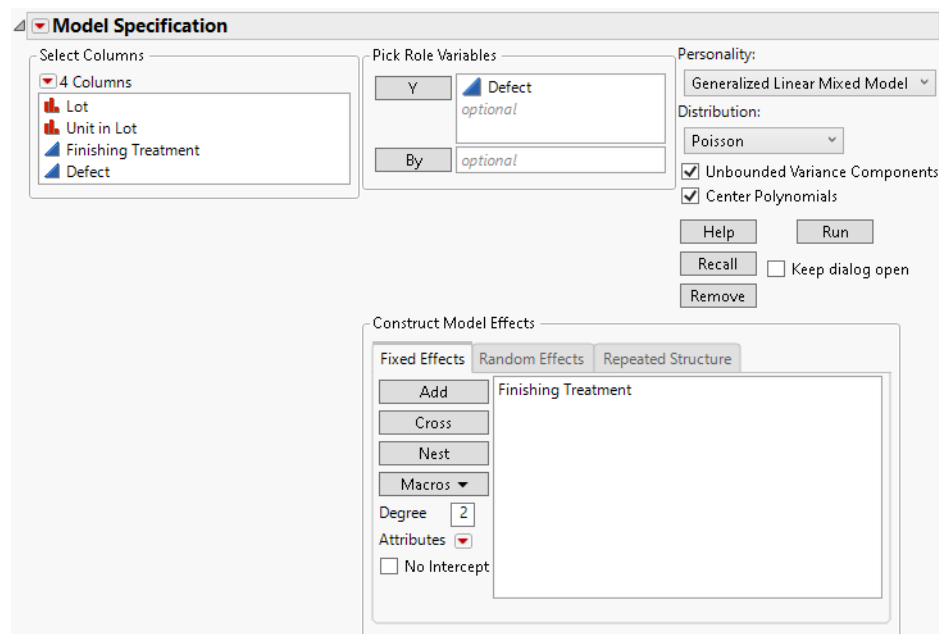 Model Specification
Select Columns
4 Columns
Lot
Unit in Lot
Finishing Treatment
Defect
Pick Role Variables
Y
Defect
optional
By
optional
Personality:
Generalized Linear Mixed Model
Distribution:
Poisson
Unbounded Variance Components
Center Polynomials
Help
Run
Recall
Keep dialog open
Remove
Construct Model Effects
Fixed Effects
Random Effects
Repeated Structure
Add
Finishing Treatment
Cross
Nest
Macros
Degree 2
Attributes
No Intercept